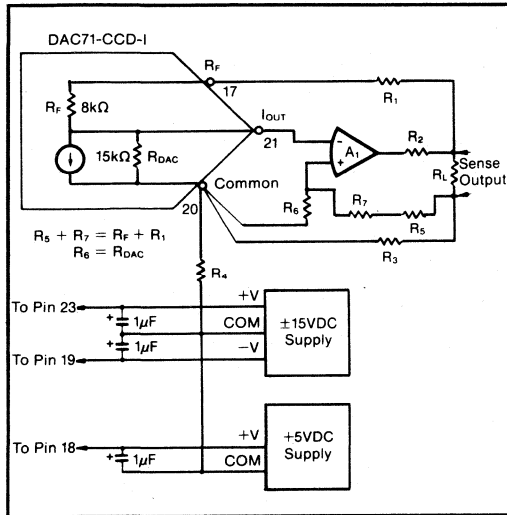 DAC71-CCD-I
R_F
17
R_1
R_F
8kΩ
I_OUT
21
15kΩ
R_DAC
-
+
A_1
R_2
Sense
Output
R_L
Common
R_6
R_7
R_5
20
R_3
R_5 + R_7 = R_F + R_1
R_6 = R_DAC
R_4
To Pin 23
+V
+
1μF
COM
±15VDC
Supply
+
1μF
To Pin 19
−V
To Pin 18
+V
+5VDC
Supply
+
1μF
COM